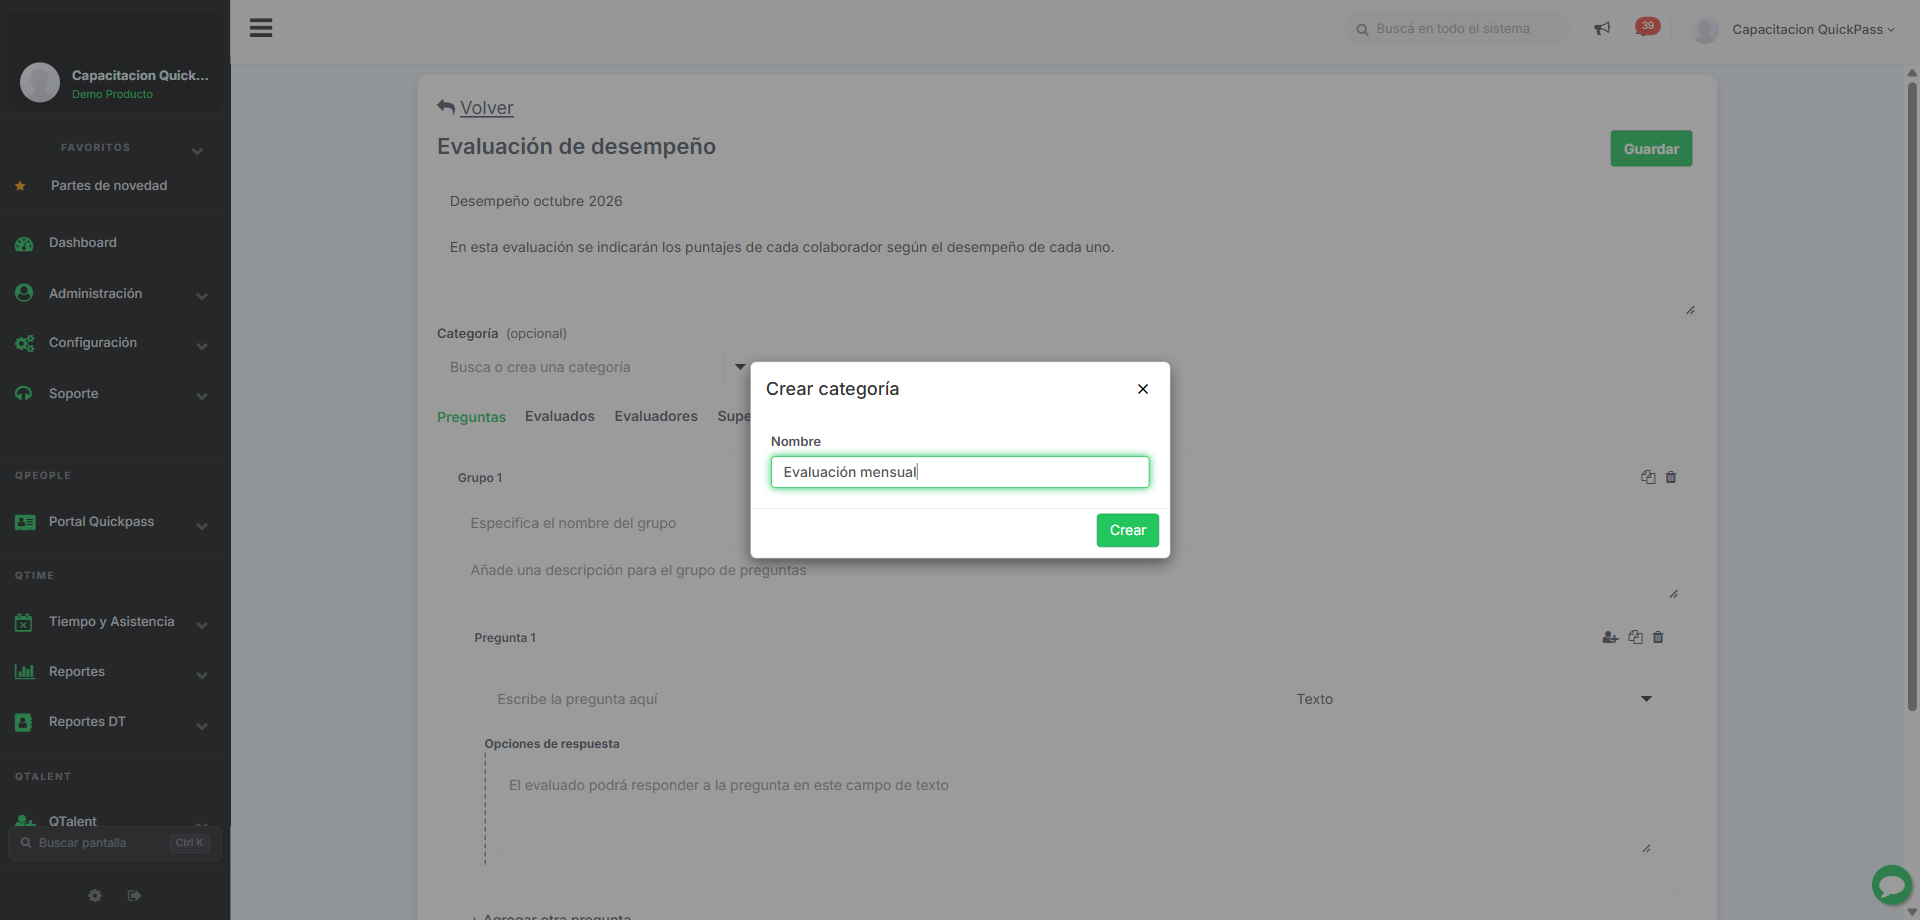 Capacitacion Quick...
Demo Producto
FAVORITOS
Partes de novedad
Dashboard
Administración
Configuración
Soporte
QPEOPLE
Portal Quickpass
QTIME
Tiempo y Asistencia
Reportes
Reportes DT
QTALENT
QTalent
Buscar pantalla
Ctrl K
Buscá en todo el sistema
39
Capacitacion QuickPass
Volver
Evaluación de desempeño
Guardar
Desempeño octubre 2026
En esta evaluación se indicarán los puntajes de cada colaborador según el desempeño de cada uno.
Categoría (opcional)
Busca o crea una categoría
Preguntas Evaluados Evaluadores Supe
Crear categoría
Nombre
Evaluación mensual
Crear
Grupo 1
Especifica el nombre del grupo
Añade una descripción para el grupo de preguntas
Pregunta 1
Escribe la pregunta aquí
Texto
Opciones de respuesta
El evaluado podrá responder a la pregunta en este campo de texto
+ Agregar otra pregunta